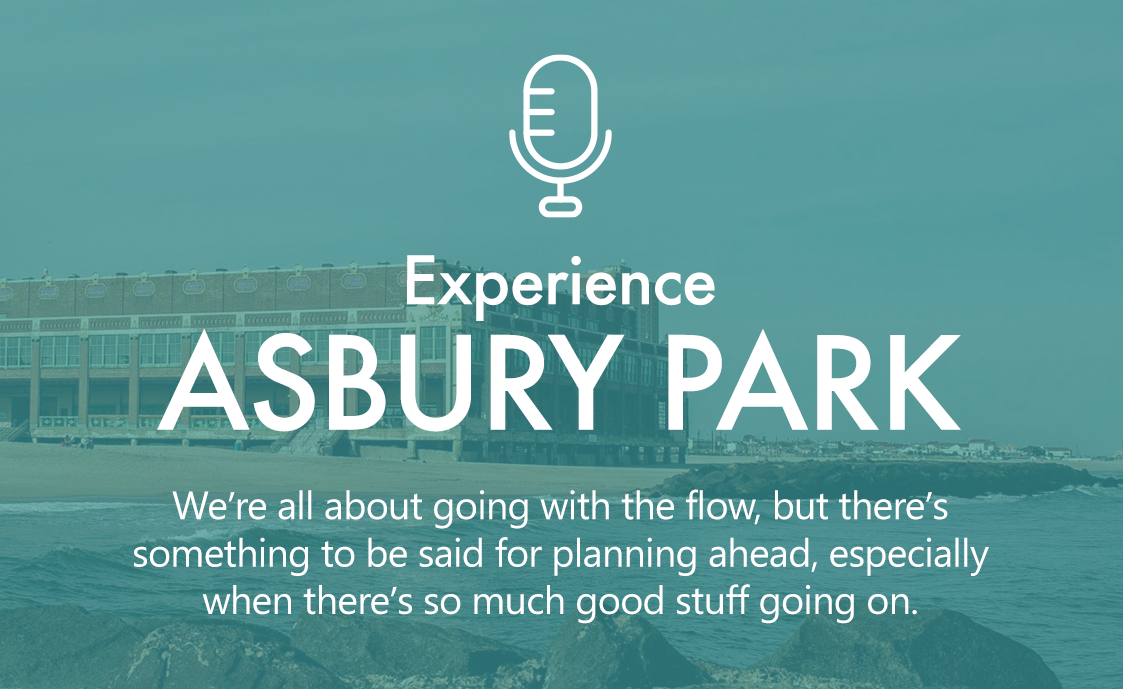 Experience
ASBURY PARK
We’re all about going with the flow, but there’s
something to be said for planning ahead, especially
when there’s so much good stuff going on.